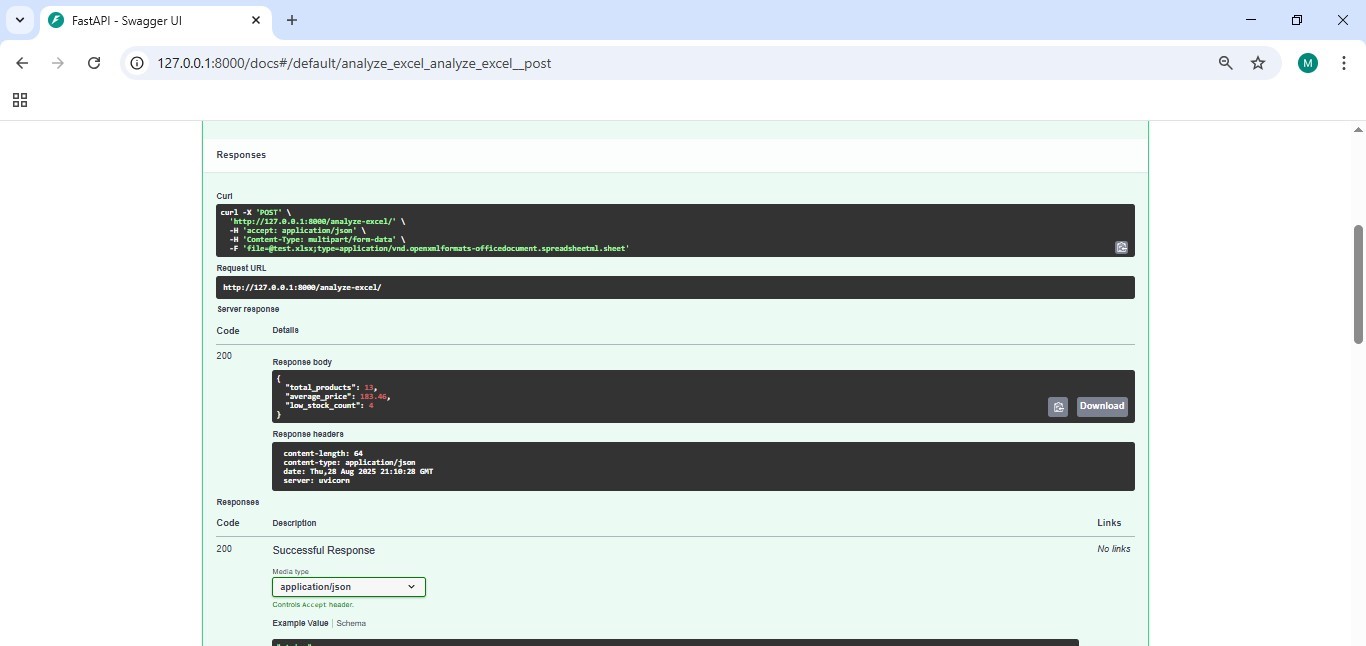 FastAPI - Swagger UI
127.0.0.1:8000/docs#/default/analyze_excel_analyze_excel__post
M
Responses
Curl
curl -X 'POST' \
'http://127.0.0.1:8000/analyze-excel/' \
-H 'accept: application/json' \
-H 'Content-Type: multipart/form-data' \
-F 'file=@test.xlsx;type=application/vnd.openxmlformats-officedocument.spreadsheetml.sheet'
Request URL
http://127.0.0.1:8000/analyze-excel/
Server response
Code Details
200
Response body
{
"total_products": 13,
"average_price": 183.46,
"low_stock_count": 4
}
Download
Response headers
content-length: 64
content-type: application/json
date: Thu,28 Aug 2025 21:10:28 GMT
server: uvicorn
Responses
Code Description Links
200 Successful Response No links
Media type
application/json
Controls Accept header.
Example Value Schema